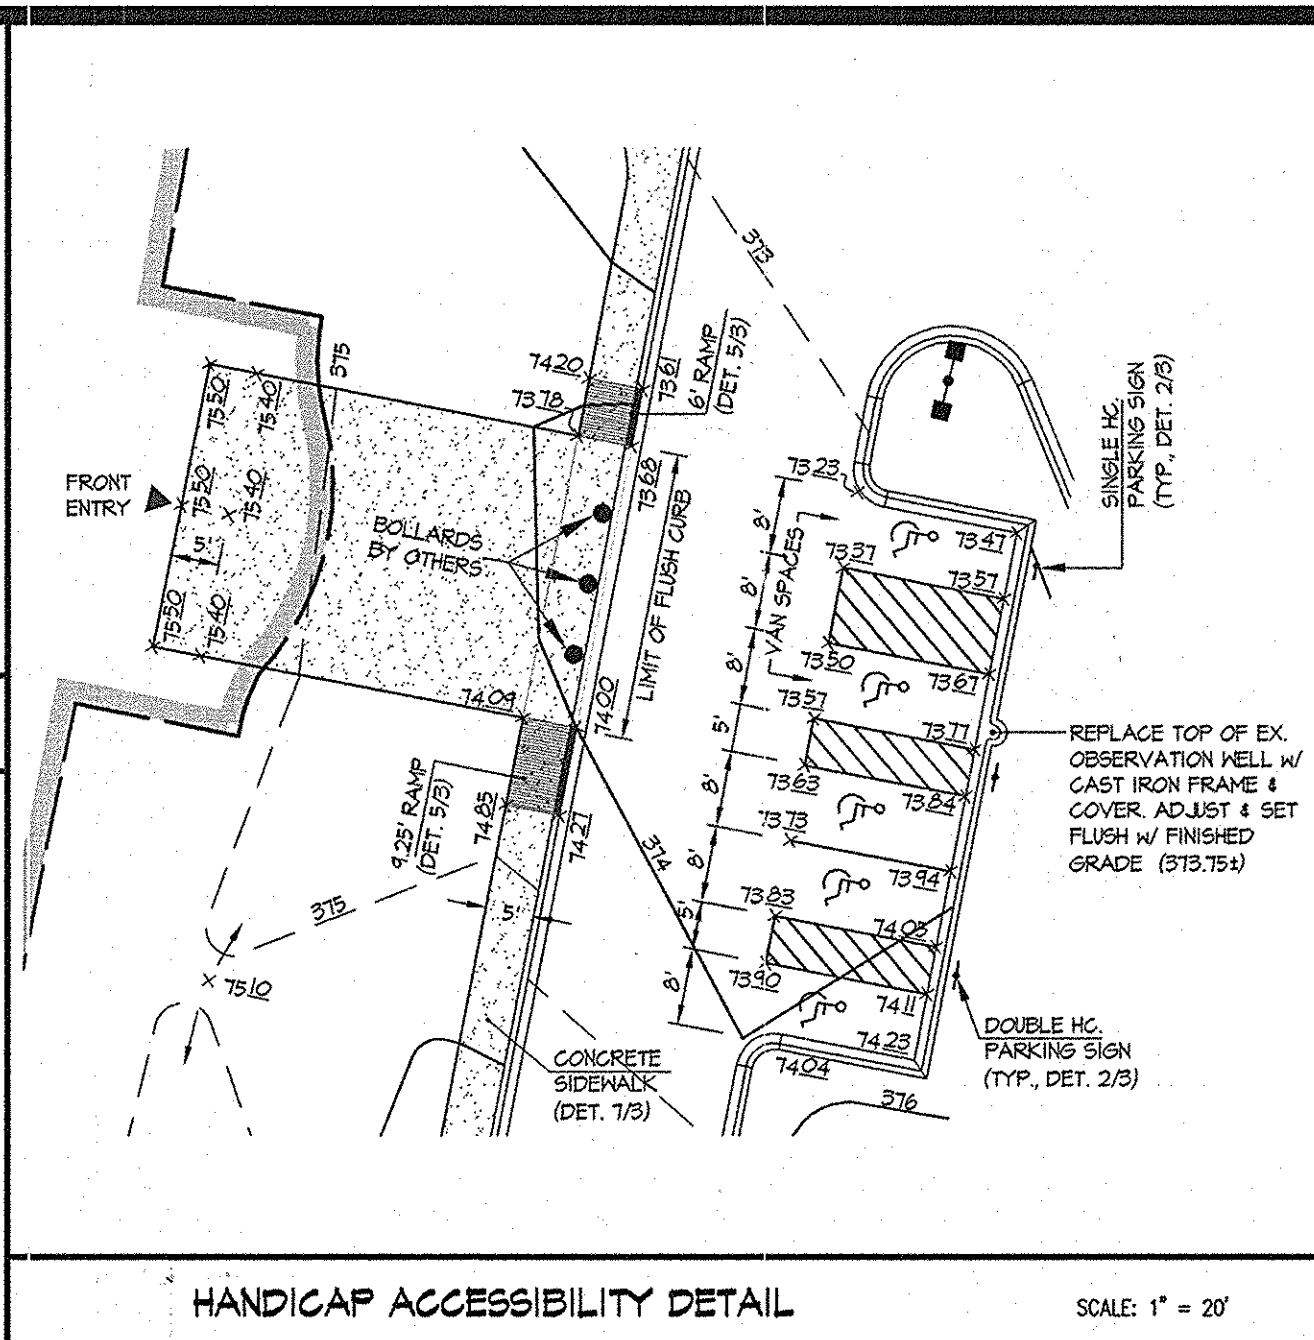 373
74 20
73 61
6' RAMP
(DET. 5/3)
73 78
375
75 50
75 40
73 68
FRONT
ENTRY
75 50
75 40
5'
BOLLARDS
BY OTHERS
LIMIT OF FLUSH CURB
75 50
75 40
74 09
74 00
9.25' RAMP
(DET. 5/3)
74 85
74 27
374
375
5'
75 10
CONCRETE
SIDEWALK
(DET. 7/3)
SINGLE HC.
PARKING SIGN
(TYP., DET. 2/3)
73 23
8'
VAN SPACES
73 47
73 37
73 57
8'
73 50
73 67
8'
73 57
73 77
5'
73 63
73 84
8'
73 73
73 94
8'
73 83
74 03
5'
73 90
74 11
8'
74 23
74 04
376
REPLACE TOP OF EX.
OBSERVATION WELL W/
CAST IRON FRAME &
COVER. ADJUST & SET
FLUSH W/ FINISHED
GRADE (373.75±)
DOUBLE HC.
PARKING SIGN
(TYP., DET. 2/3)
HANDICAP ACCESSIBILITY DETAIL
SCALE: 1" = 20'